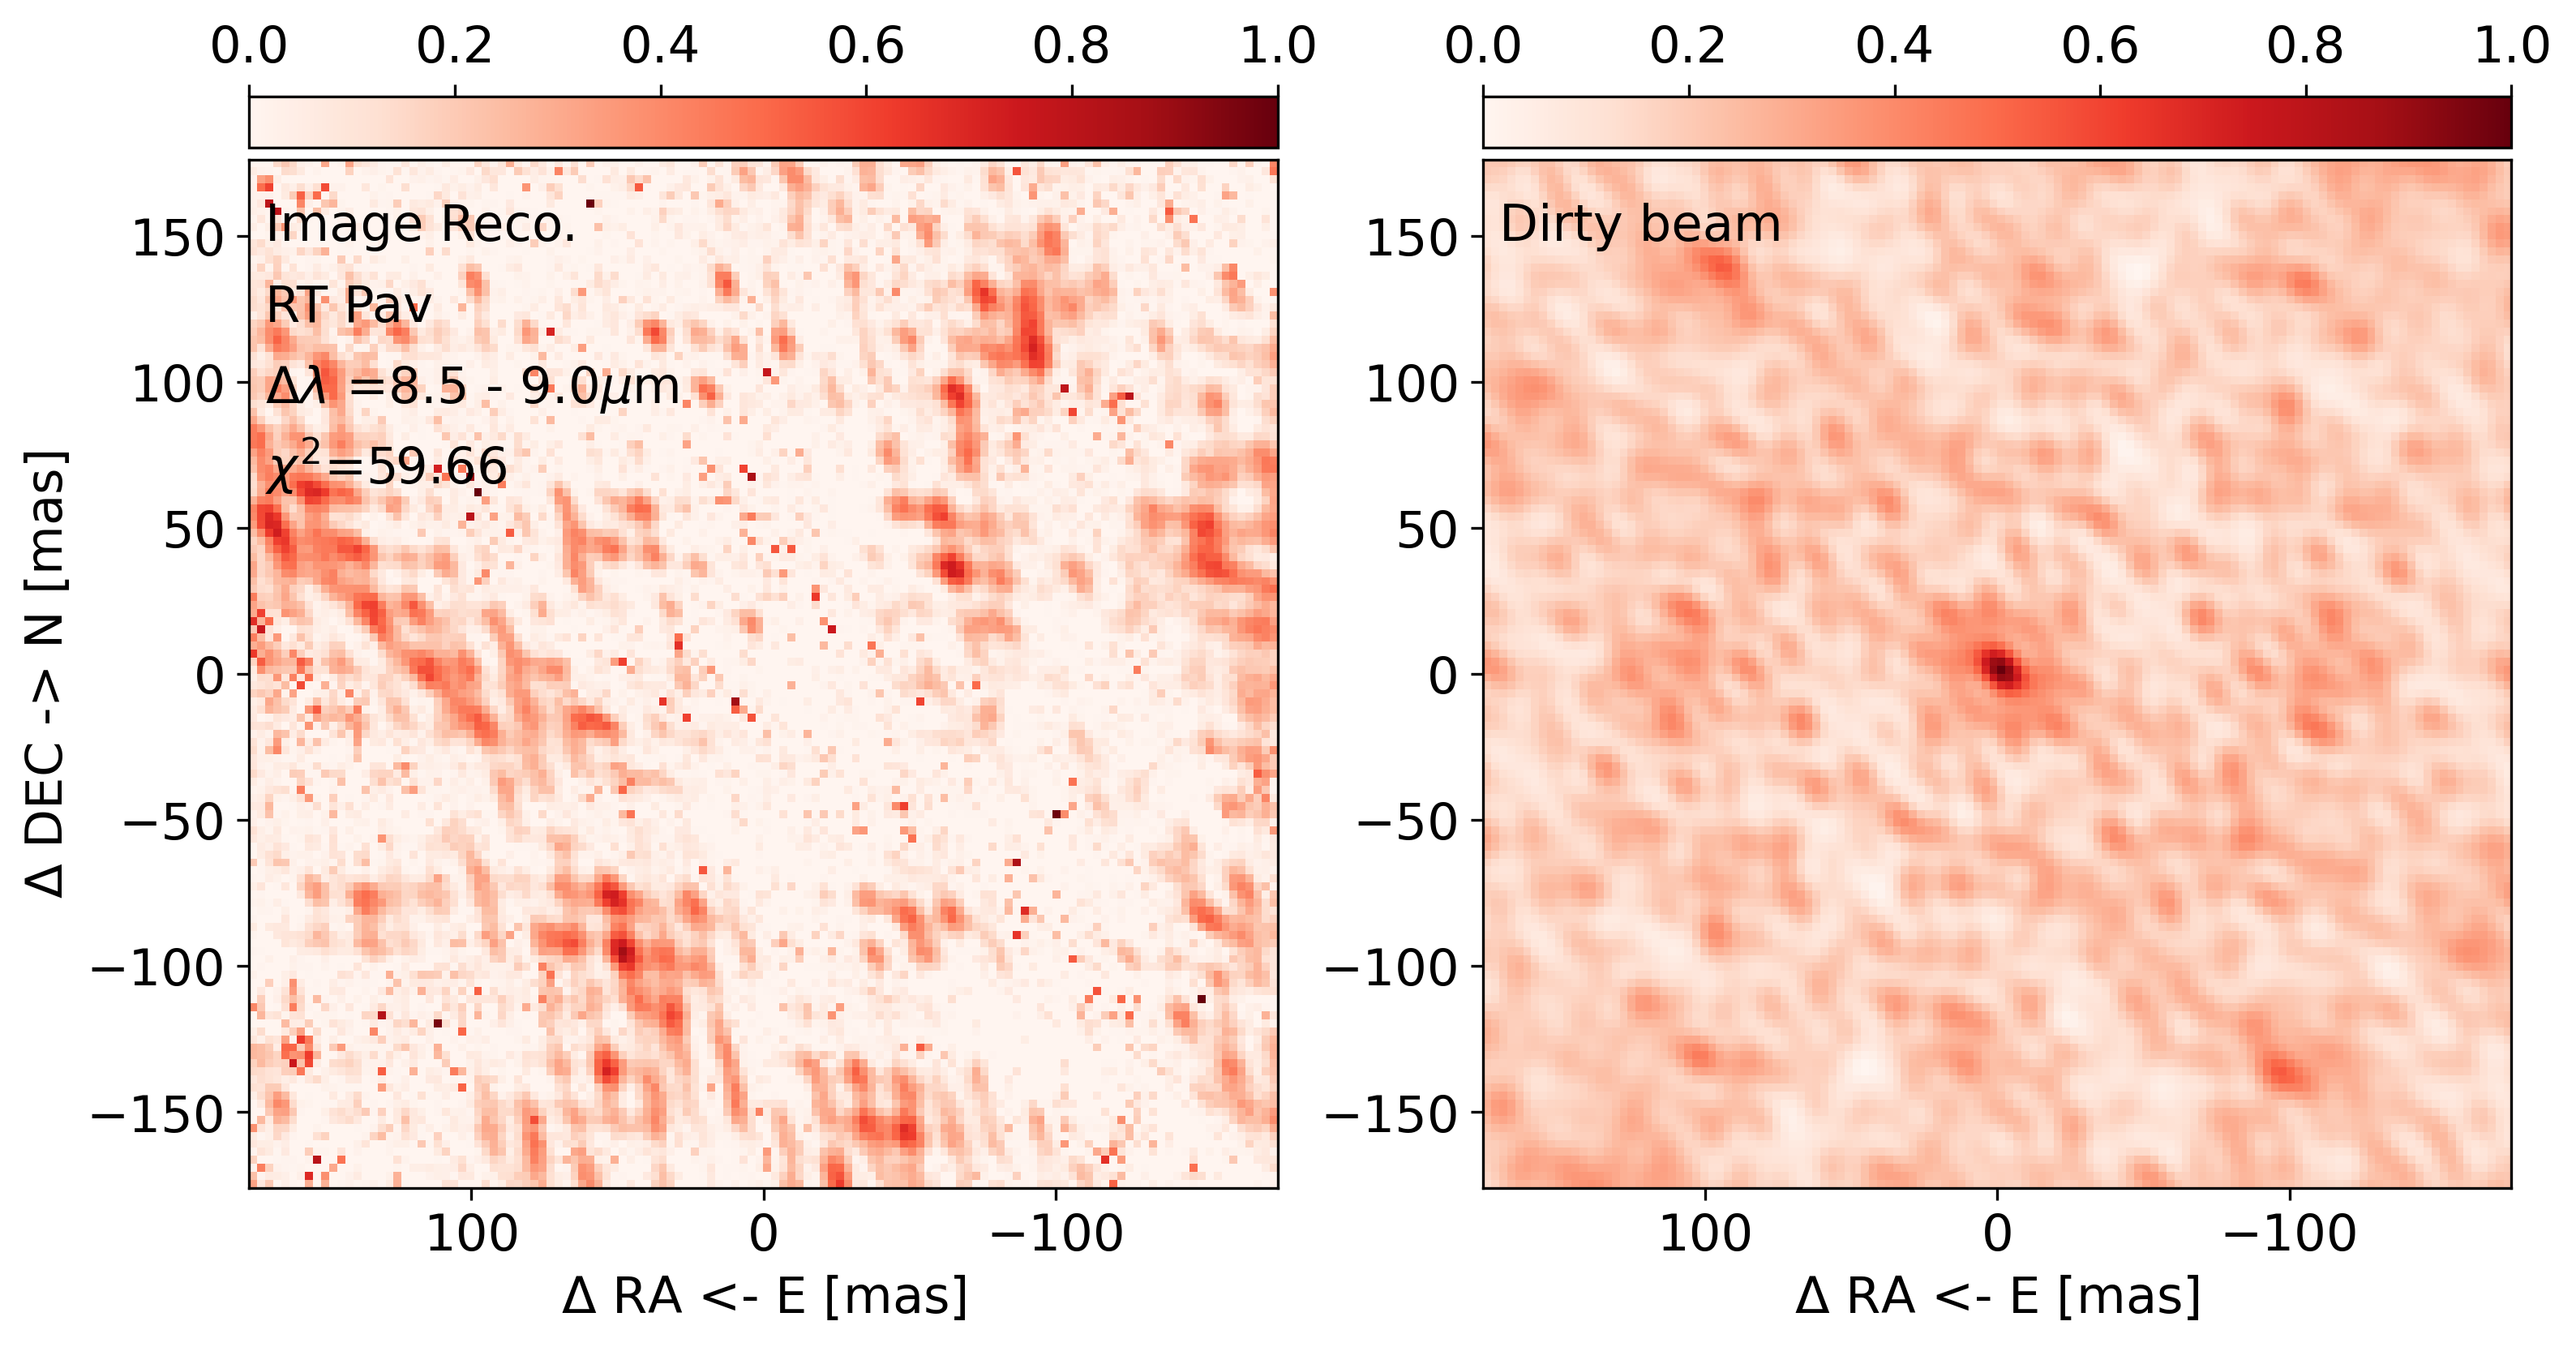 0.0 0.2 0.4 0.6 0.8 1.0
0.0 0.2 0.4 0.6 0.8 1.0
Image Reco.
RT Pav
Δλ =8.5 - 9.0μm
χ²=59.66
150
100
50
0
−50
−100
−150
Δ DEC -> N [mas]
100 0 −100
Δ RA <- E [mas]
Dirty beam
150
100
50
0
−50
−100
−150
100 0 −100
Δ RA <- E [mas]